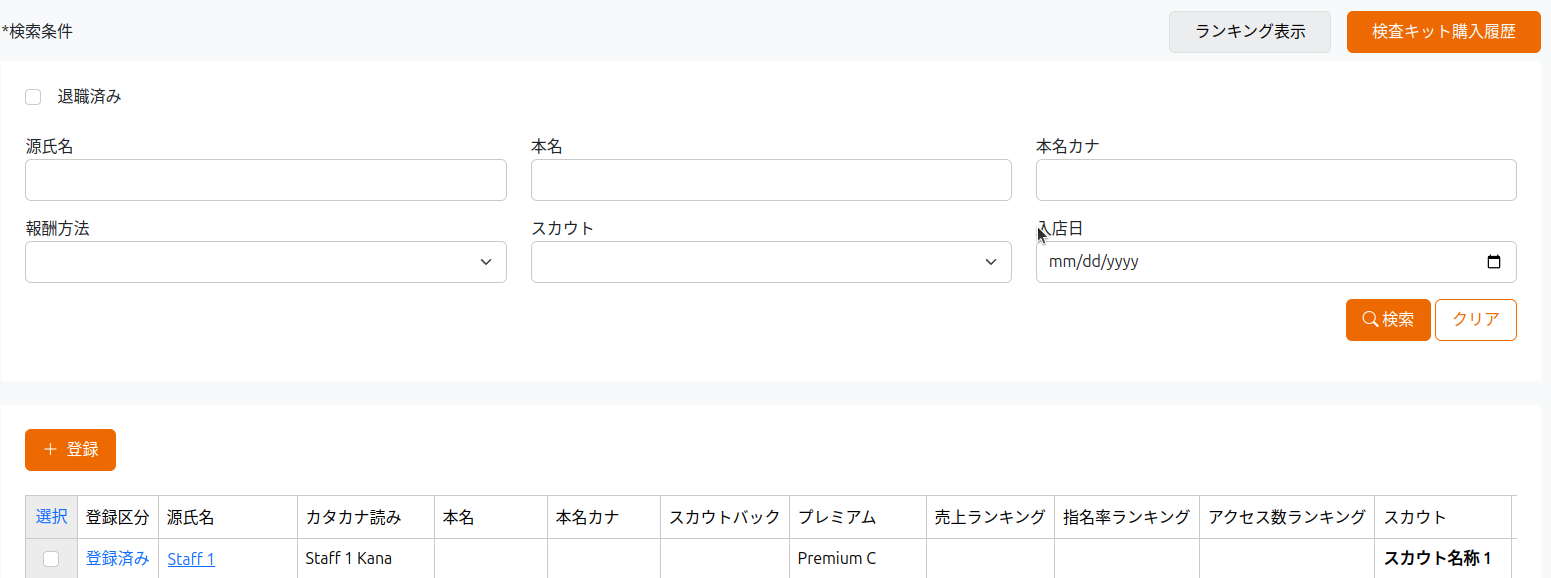 *検索条件 ランキング表示 検査キット購入履歴
退職済み
源氏名 本名 本名カナ
報酬方法 スカウト 入店日
mm/dd/yyyy
検索 クリア
＋ 登録
選択 登録区分 源氏名 カタカナ読み 本名 本名カナ スカウトバック プレミアム 売上ランキング 指名率ランキング アクセス数ランキング スカウト
登録済み Staff 1 Staff 1 Kana Premium C スカウト名称 1